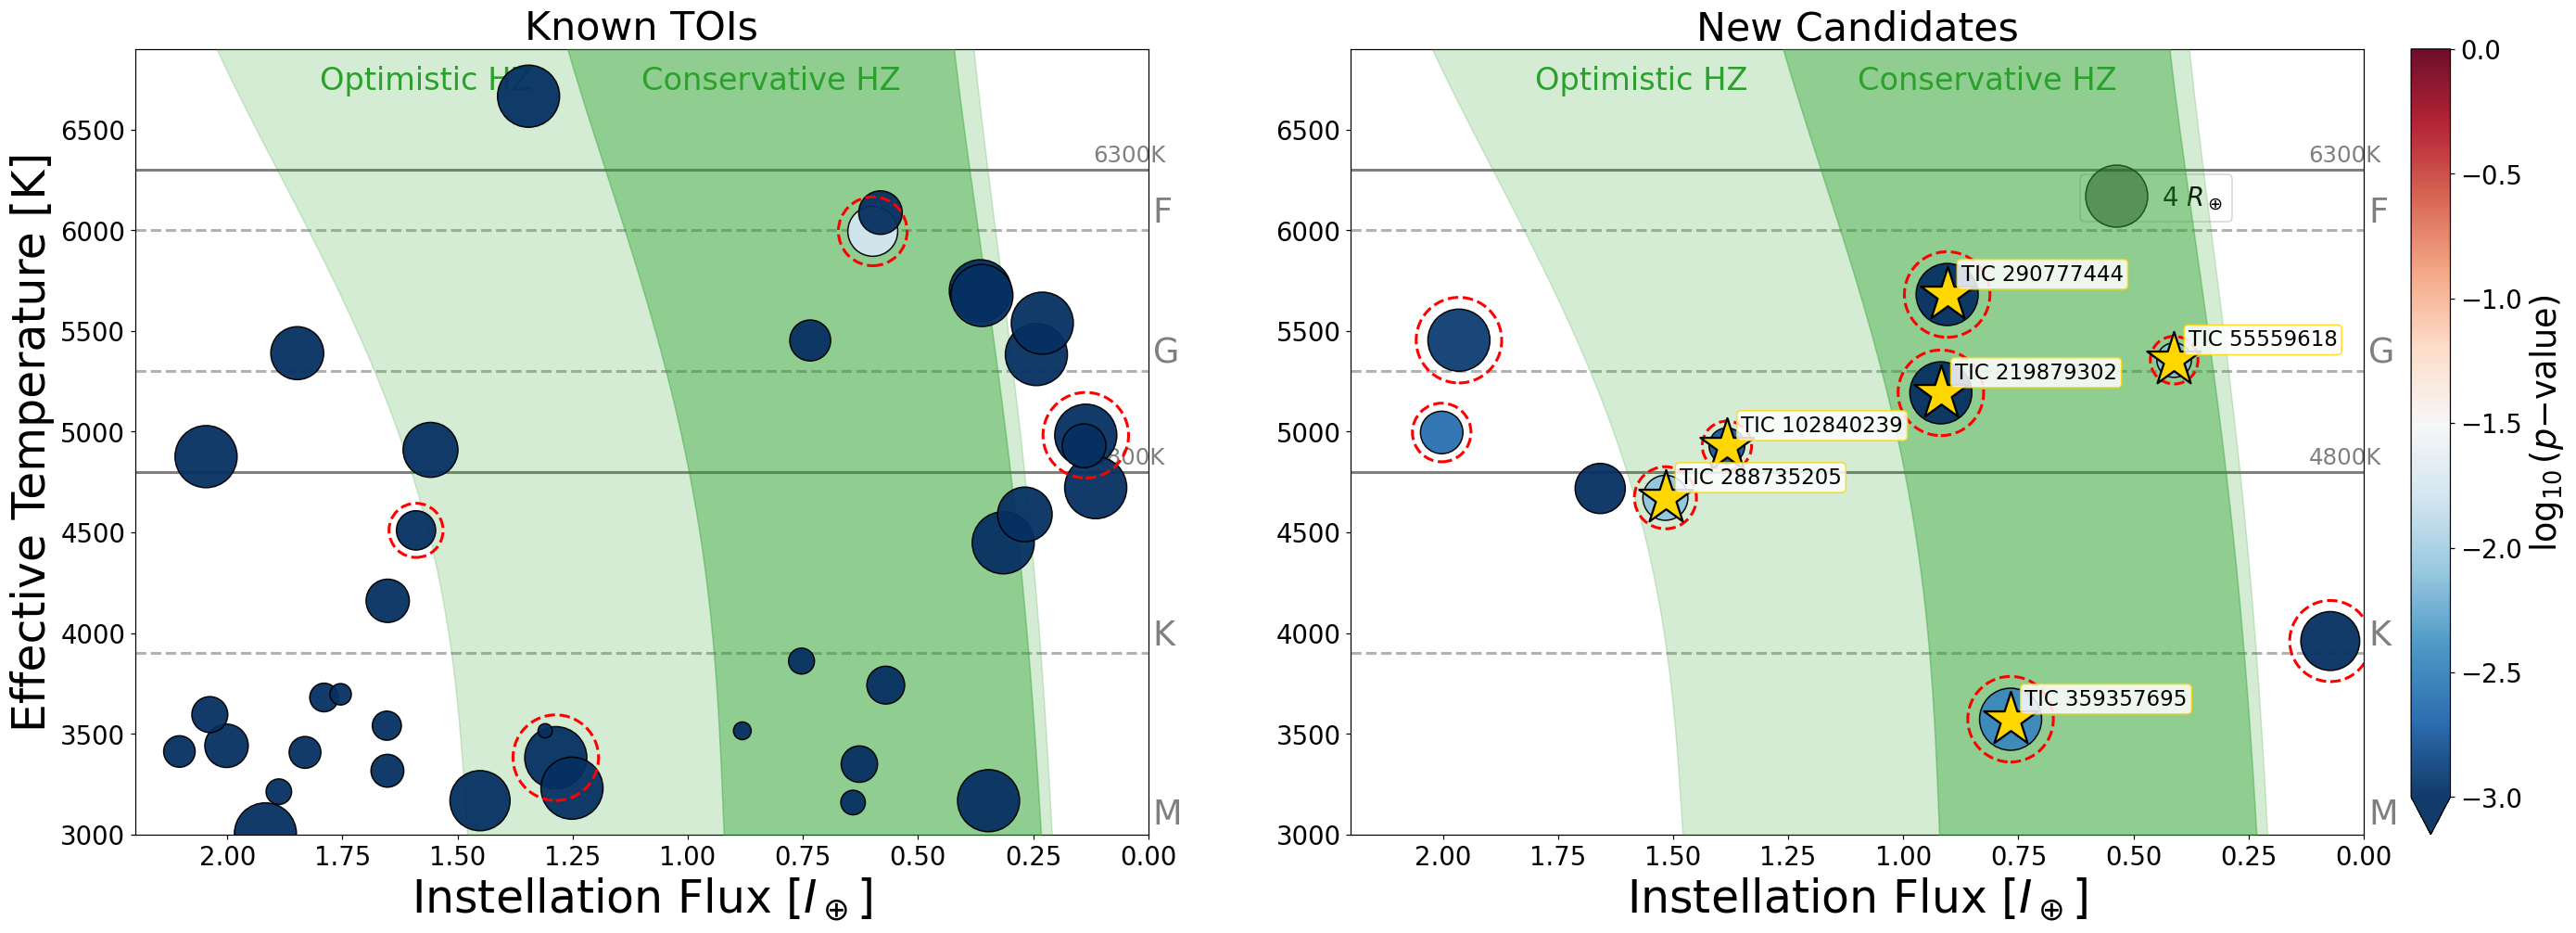 Known TOIs
Optimistic HZ
Conservative HZ
6500
6300K
F
6000
5500
G
5000
4500
K
4000
3500
M
3000
2.00 1.75 1.50 1.25 1.00 0.75 0.50 0.25 0.00
Effective Temperature [K]
Instellation Flux [I⊕]
New Candidates
Optimistic HZ
Conservative HZ
6500
6300K
4 R⊕
F
6000
TIC 290777444
5500
TIC 55559618
G
TIC 219879302
5000
TIC 102840239
4800K
TIC 288735205
4500
K
4000
TIC 359357695
3500
M
3000
2.00 1.75 1.50 1.25 1.00 0.75 0.50 0.25 0.00
Instellation Flux [I⊕]
0.0
−0.5
−1.0
−1.5
−2.0
−2.5
−3.0
log10 (p−value)